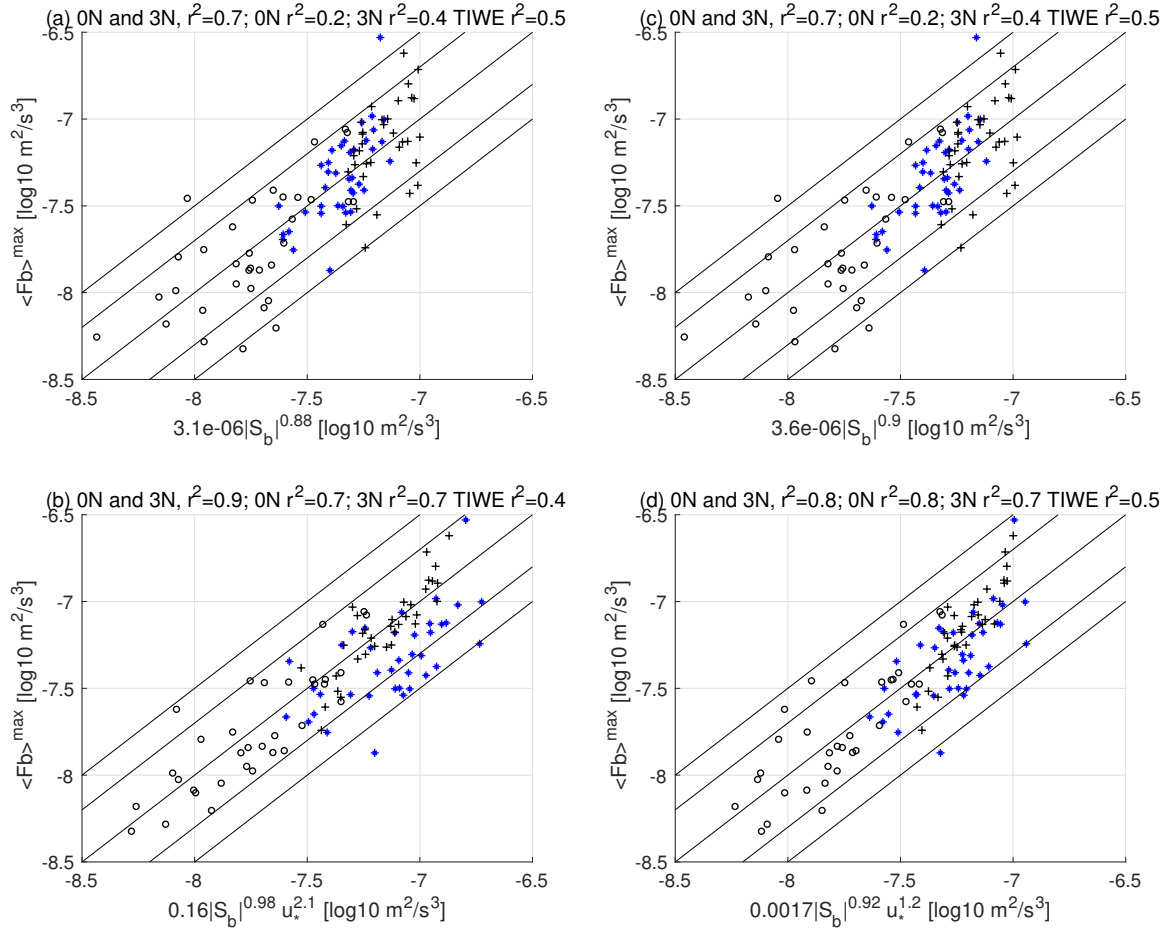 (a) 0N and 3N, r²=0.7; 0N r²=0.2; 3N r²=0.4 TIWE r²=0.5
-6.5
-7
-7.5
-8
-8.5
<Fb>^max [log10 m²/s³]
-8.5 -8 -7.5 -7 -6.5
3.1e-06|S_b|^0.88 [log10 m²/s³]
(c) 0N and 3N, r²=0.7; 0N r²=0.2; 3N r²=0.4 TIWE r²=0.5
-6.5
-7
-7.5
-8
-8.5
<Fb>^max [log10 m²/s³]
-8.5 -8 -7.5 -7 -6.5
3.6e-06|S_b|^0.9 [log10 m²/s³]
(b) 0N and 3N, r²=0.9; 0N r²=0.7; 3N r²=0.7 TIWE r²=0.4
-6.5
-7
-7.5
-8
-8.5
<Fb>^max [log10 m²/s³]
-8.5 -8 -7.5 -7 -6.5
0.16|S_b|^0.98 u_*^2.1 [log10 m²/s³]
(d) 0N and 3N, r²=0.8; 0N r²=0.8; 3N r²=0.7 TIWE r²=0.5
-6.5
-7
-7.5
-8
-8.5
<Fb>^max [log10 m²/s³]
-8.5 -8 -7.5 -7 -6.5
0.0017|S_b|^0.92 u_*^1.2 [log10 m²/s³]